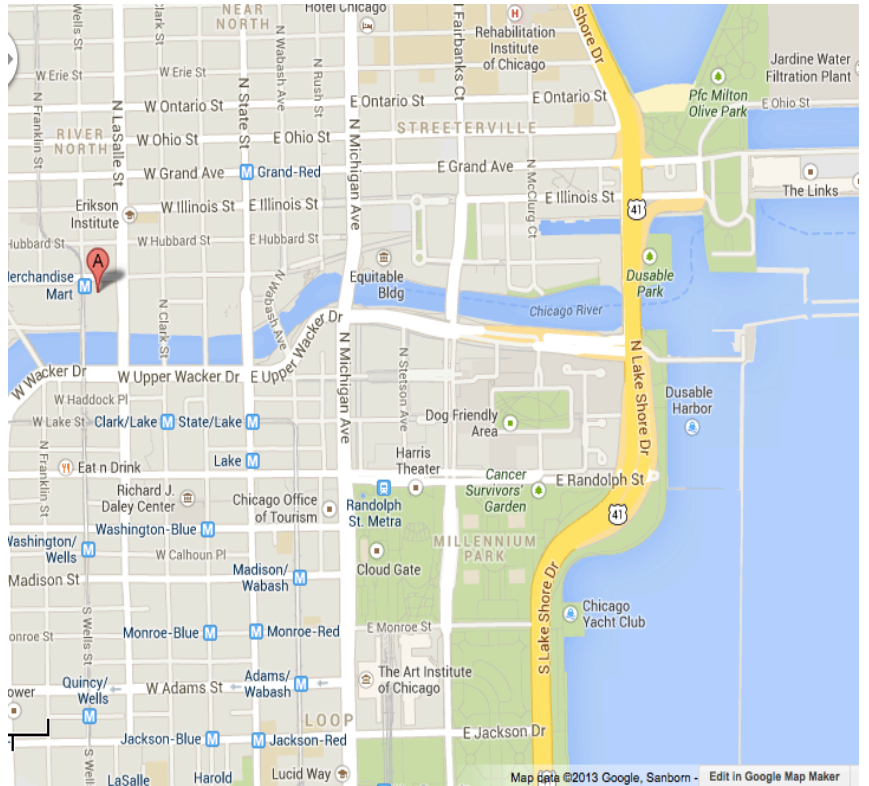 NEAR
NORTH
Hotel Chicago
Rehabilitation
Institute
of Chicago
Shore Dr
Jardine Water
Filtration Plant
N Wabash Ave
N Rush St
Fairbanks Ct
W Erie St
W Erie St
Pfc Milton
Olive Park
E Ohio St
N Franklin St
N LaSalle St
N State St
W Ontario St
E Ontario St
E Ontario St
RIVER
NORTH
W Ohio St
E Ohio St
STREETERVILLE
N Michigan Ave
W Grand Ave
Grand-Red
E Grand Ave
N McClurg Ct
The Links
Erikson
Institute
W Illinois St
E Illinois St
E Illinois St
41
Hubbard St
W Hubbard St
E Hubbard St
A
Mart
Equitable
Bldg
Dusable
Park
N Wabash Ave
N Clark St
Chicago River
W Wacker Dr
W Upper Wacker Dr
E Upper Wacker Dr
N Michigan Ave
N Stetson Ave
N Lake Shore Dr
Dusable
Harbor
W Haddock Pl
W Lake St
Clark/Lake
State/Lake
Dog Friendly
Area
N Franklin St
Eat n Drink
Lake
Harris
Theater
Cancer
Survivors'
Garden
E Randolph St
Richard J.
Daley Center
Chicago Office
of Tourism
Randolph
St. Metra
41
Washington-Blue
MILLENNIUM
PARK
Wells
W Calhoun Pl
Cloud Gate
Madison St
Madison/
Wabash
S Lake Shore Dr
Chicago
Yacht Club
S Wells St
Monroe-Blue
Monroe-Red
E Monroe St
Quincy/
Wells
W Adams St
Adams/
Wabash
The Art Institute
of Chicago
LOOP
Jackson-Blue
Jackson-Red
E Jackson Dr
LaSalle
Harold
Lucid Way
Map data ©2013 Google, Sanborn -
Edit in Google Map Maker